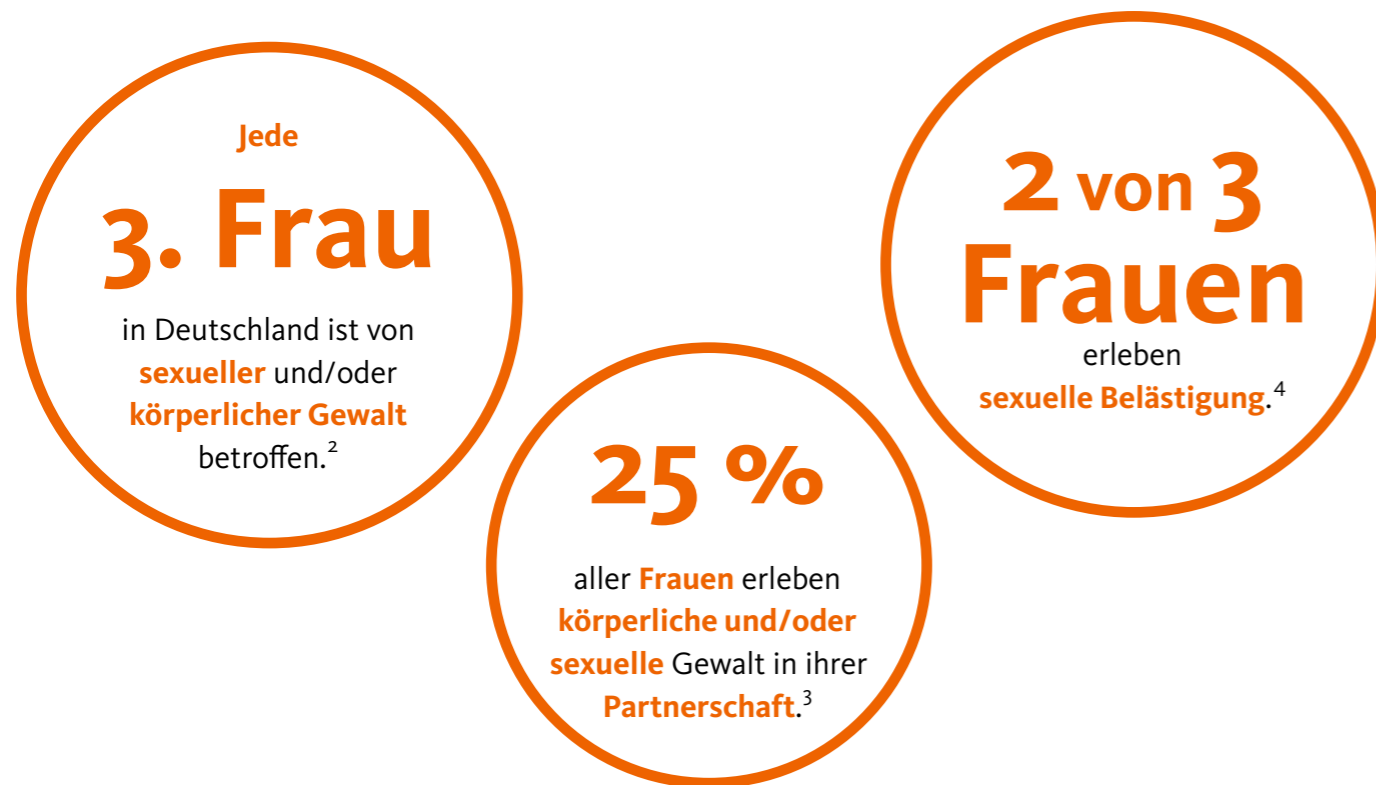 Jede
3. Frau
in Deutschland ist von
sexueller und/oder
körperlicher Gewalt
betroffen.²
25 %
aller Frauen erleben
körperliche und/oder
sexuelle Gewalt in ihrer
Partnerschaft.³
2 von 3
Frauen
erleben
sexuelle Belästigung.⁴